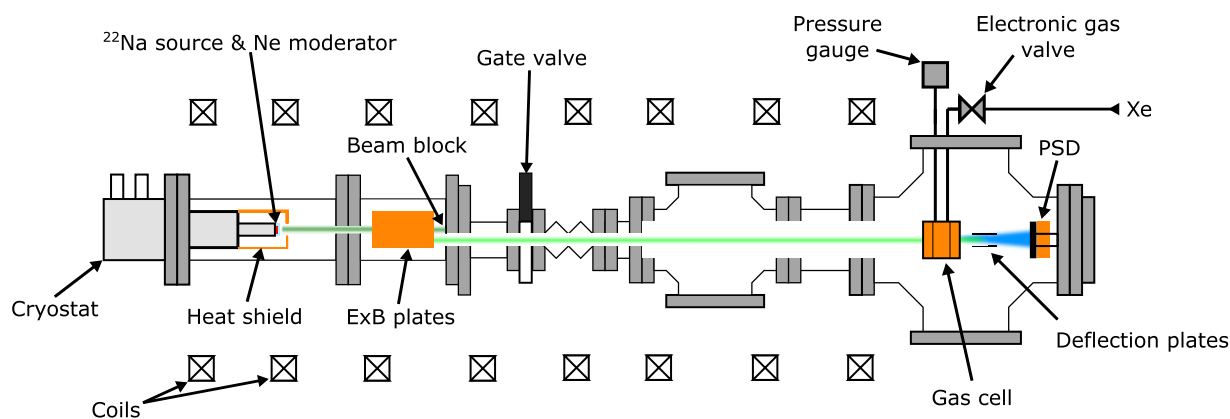 ²²Na source & Ne moderator
Gate valve
Pressure
gauge
Electronic gas
valve
Xe
Beam block
PSD
Cryostat
Heat shield
ExB plates
Deflection plates
Gas cell
Coils